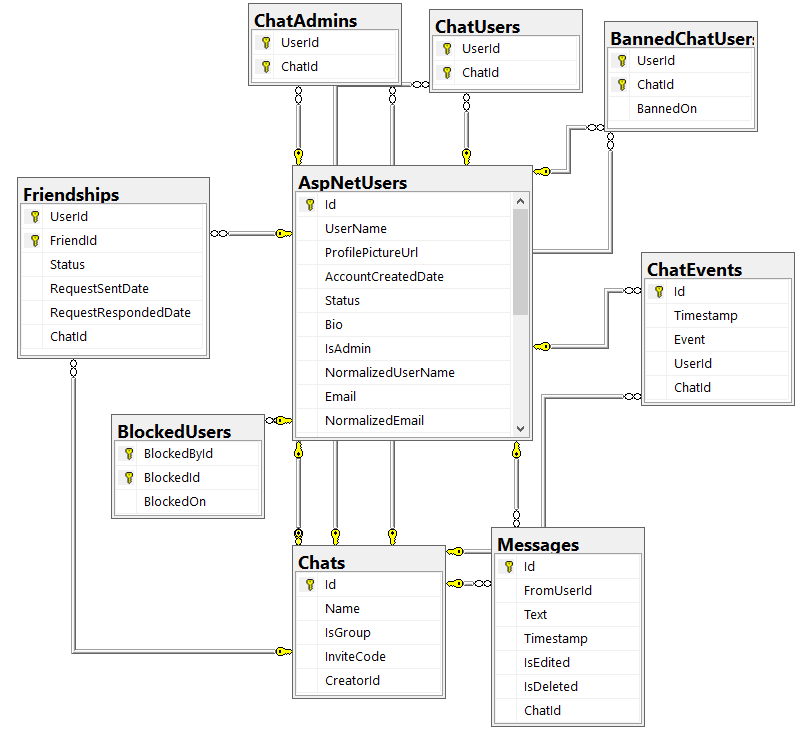 ChatAdmins
UserId
ChatId
ChatUsers
UserId
ChatId
BannedChatUsers
UserId
ChatId
BannedOn
Friendships
UserId
FriendId
Status
RequestSentDate
RequestRespondedDate
ChatId
AspNetUsers
Id
UserName
ProfilePictureUrl
AccountCreatedDate
Status
Bio
IsAdmin
NormalizedUserName
Email
NormalizedEmail
ChatEvents
Id
Timestamp
Event
UserId
ChatId
BlockedUsers
BlockedById
BlockedId
BlockedOn
Chats
Id
Name
IsGroup
InviteCode
CreatorId
Messages
Id
FromUserId
Text
Timestamp
IsEdited
IsDeleted
ChatId